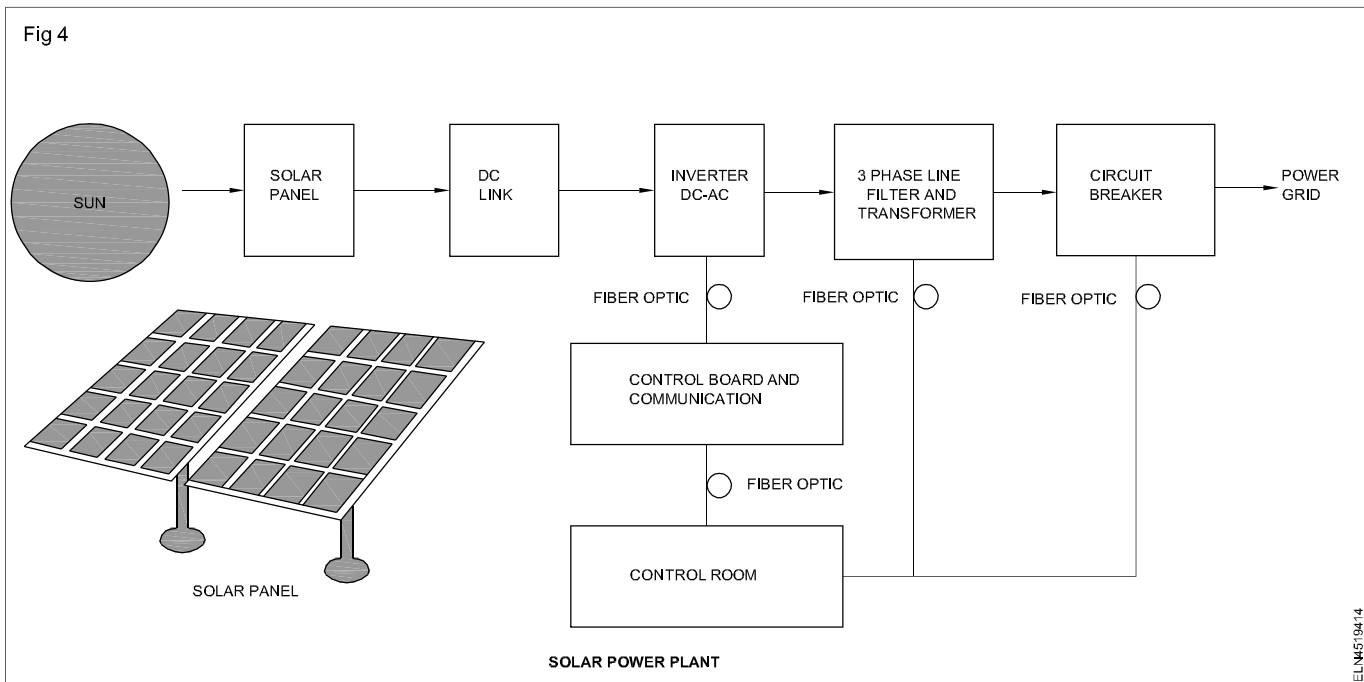 Fig 4
SUN
SOLAR
PANEL
DC
LINK
INVERTER
DC-AC
3 PHASE LINE
FILTER AND
TRANSFORMER
CIRCUIT
BREAKER
POWER
GRID
FIBER OPTIC
FIBER OPTIC
FIBER OPTIC
CONTROL BOARD AND
COMMUNICATION
FIBER OPTIC
CONTROL ROOM
SOLAR PANEL
SOLAR POWER PLANT
ELN4519414